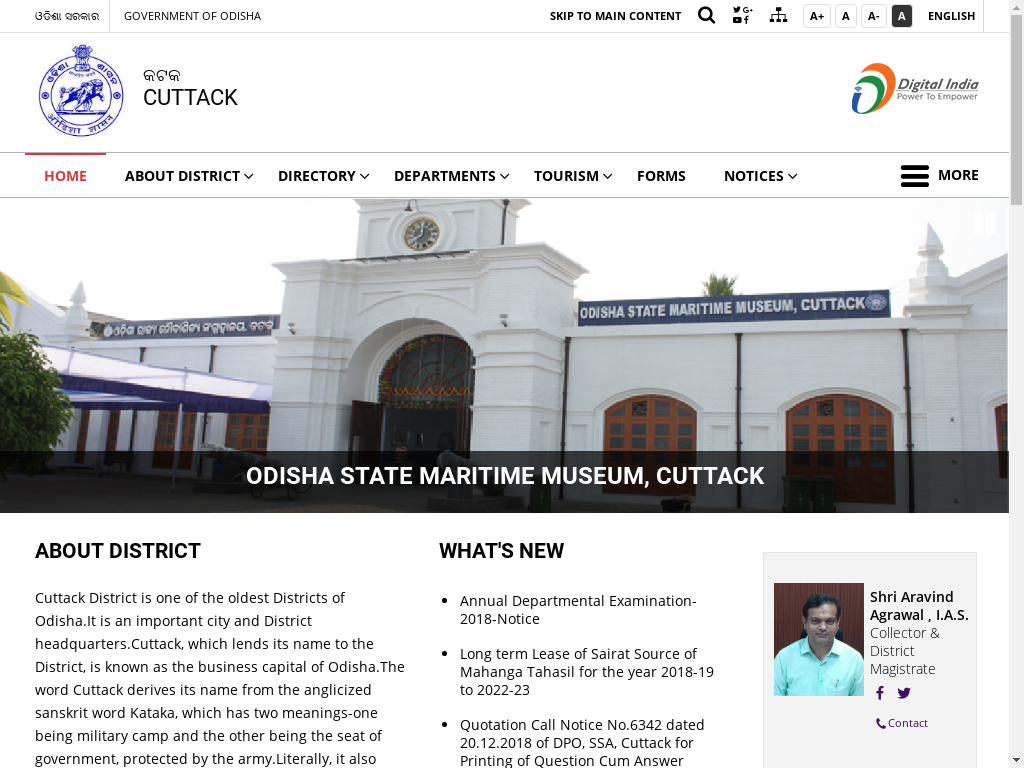 ଓଡିଶା ସରକାର
GOVERNMENT OF ODISHA
SKIP TO MAIN CONTENT
A+
A
A-
A
ENGLISH
କଟକ
CUTTACK
Digital India
Power To Empower
HOME
ABOUT DISTRICT
DIRECTORY
DEPARTMENTS
TOURISM
FORMS
NOTICES
MORE
ODISHA STATE MARITIME MUSEUM, CUTTACK
ODISHA STATE MARITIME MUSEUM, CUTTACK
ABOUT DISTRICT
Cuttack District is one of the oldest Districts of
Odisha.It is an important city and District
headquarters.Cuttack, which lends its name to the
District, is known as the business capital of Odisha.The
word Cuttack derives its name from the anglicized
sanskrit word Kataka, which has two meanings-one
being military camp and the other being the seat of
government, protected by the army.Literally, it also
WHAT'S NEW
Annual Departmental Examination-
2018-Notice
Long term Lease of Sairat Source of
Mahanga Tahasil for the year 2018-19
to 2022-23
Quotation Call Notice No.6342 dated
20.12.2018 of DPO, SSA, Cuttack for
Printing of Question Cum Answer
Shri Aravind
Agrawal , I.A.S.
Collector &
District
Magistrate
Contact